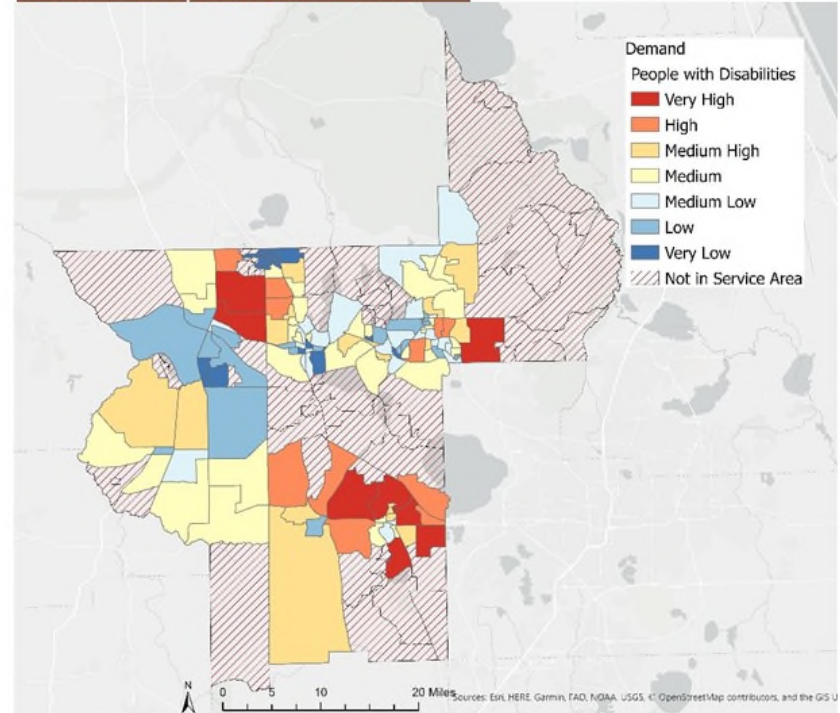 Demand
People with Disabilities
Very High
High
Medium High
Medium
Medium Low
Low
Very Low
Not in Service Area
N
0 5 10 20 Miles
Sources: Esri, HERE, Garmin, FAO, NOAA, USGS, © OpenStreetMap contributors, and the GIS U